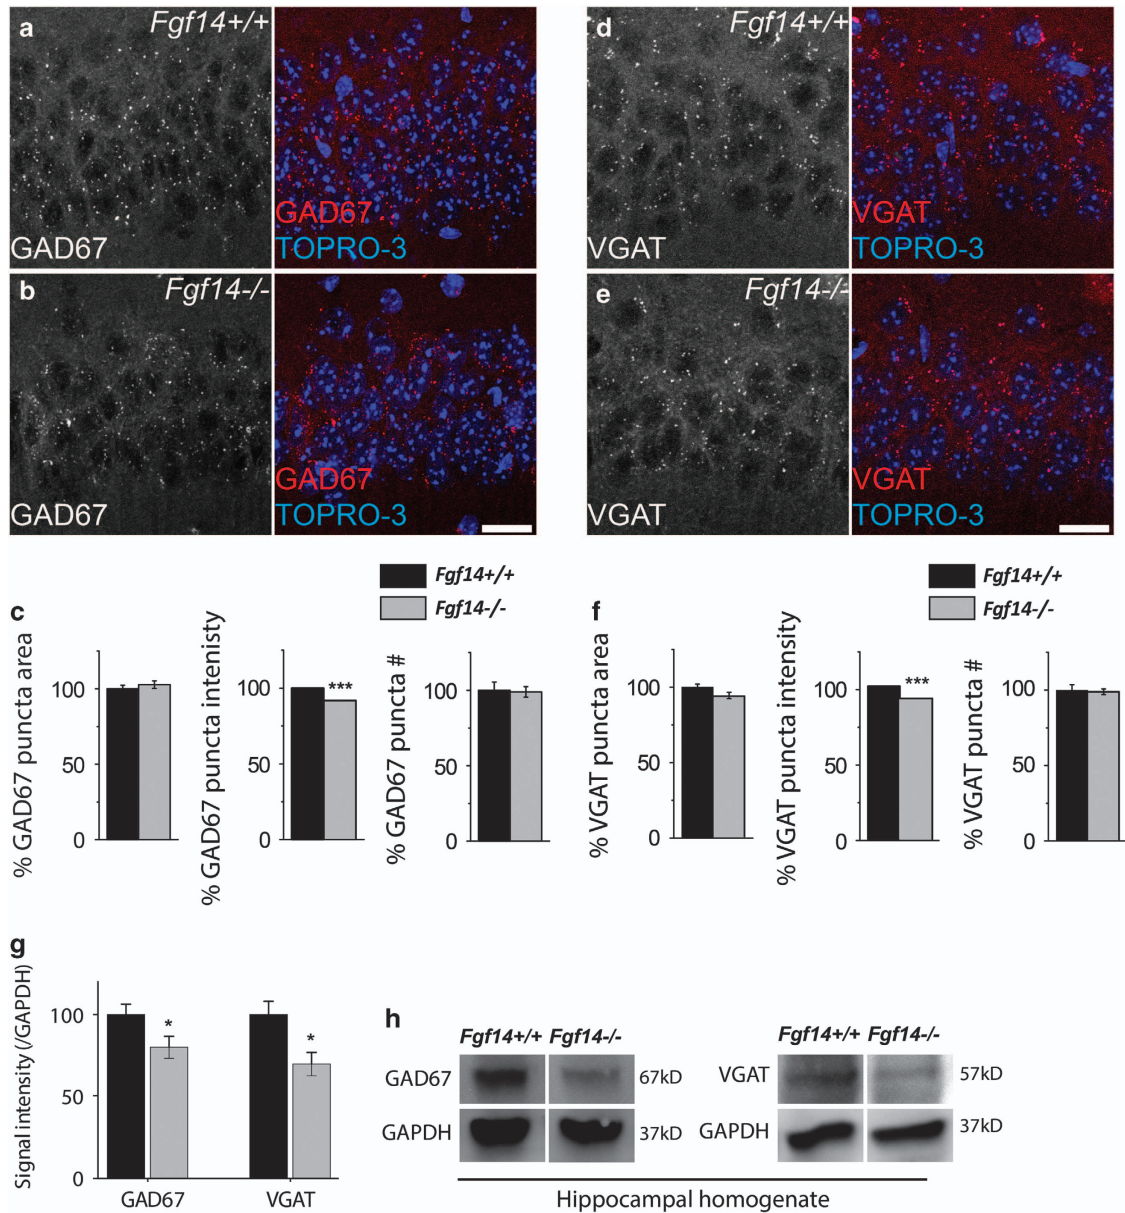 a
Fgf14+/+
GAD67
GAD67
TOPRO-3
d
Fgf14+/+
VGAT
VGAT
TOPRO-3
b
Fgf14-/-
GAD67
GAD67
TOPRO-3
e
Fgf14-/-
VGAT
VGAT
TOPRO-3
c
Fgf14+/+
Fgf14-/-
% GAD67 puncta area
100
50
0
% GAD67 puncta intenisty
100
50
0
***
% GAD67 puncta #
100
50
0
f
Fgf14+/+
Fgf14-/-
% VGAT puncta area
100
50
0
% VGAT puncta intensity
100
50
0
***
% VGAT puncta #
100
50
0
g
Signal intensity (/GAPDH)
100
50
0
*
*
GAD67 VGAT
h
Fgf14+/+ Fgf14-/-
GAD67 67kD
GAPDH 37kD
Fgf14+/+ Fgf14-/-
VGAT 57kD
GAPDH 37kD
Hippocampal homogenate